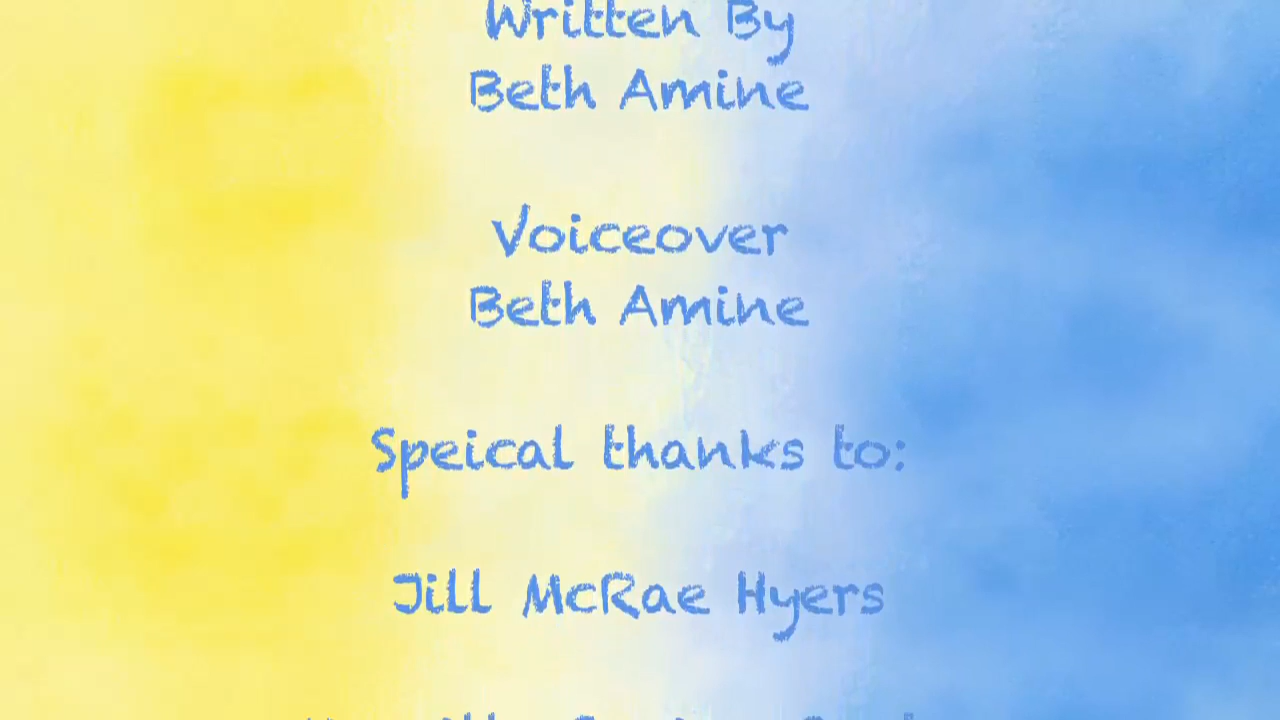 Written By
Beth Amine
Voiceover
Beth Amine
Speical thanks to:
Jill McRae Hyers